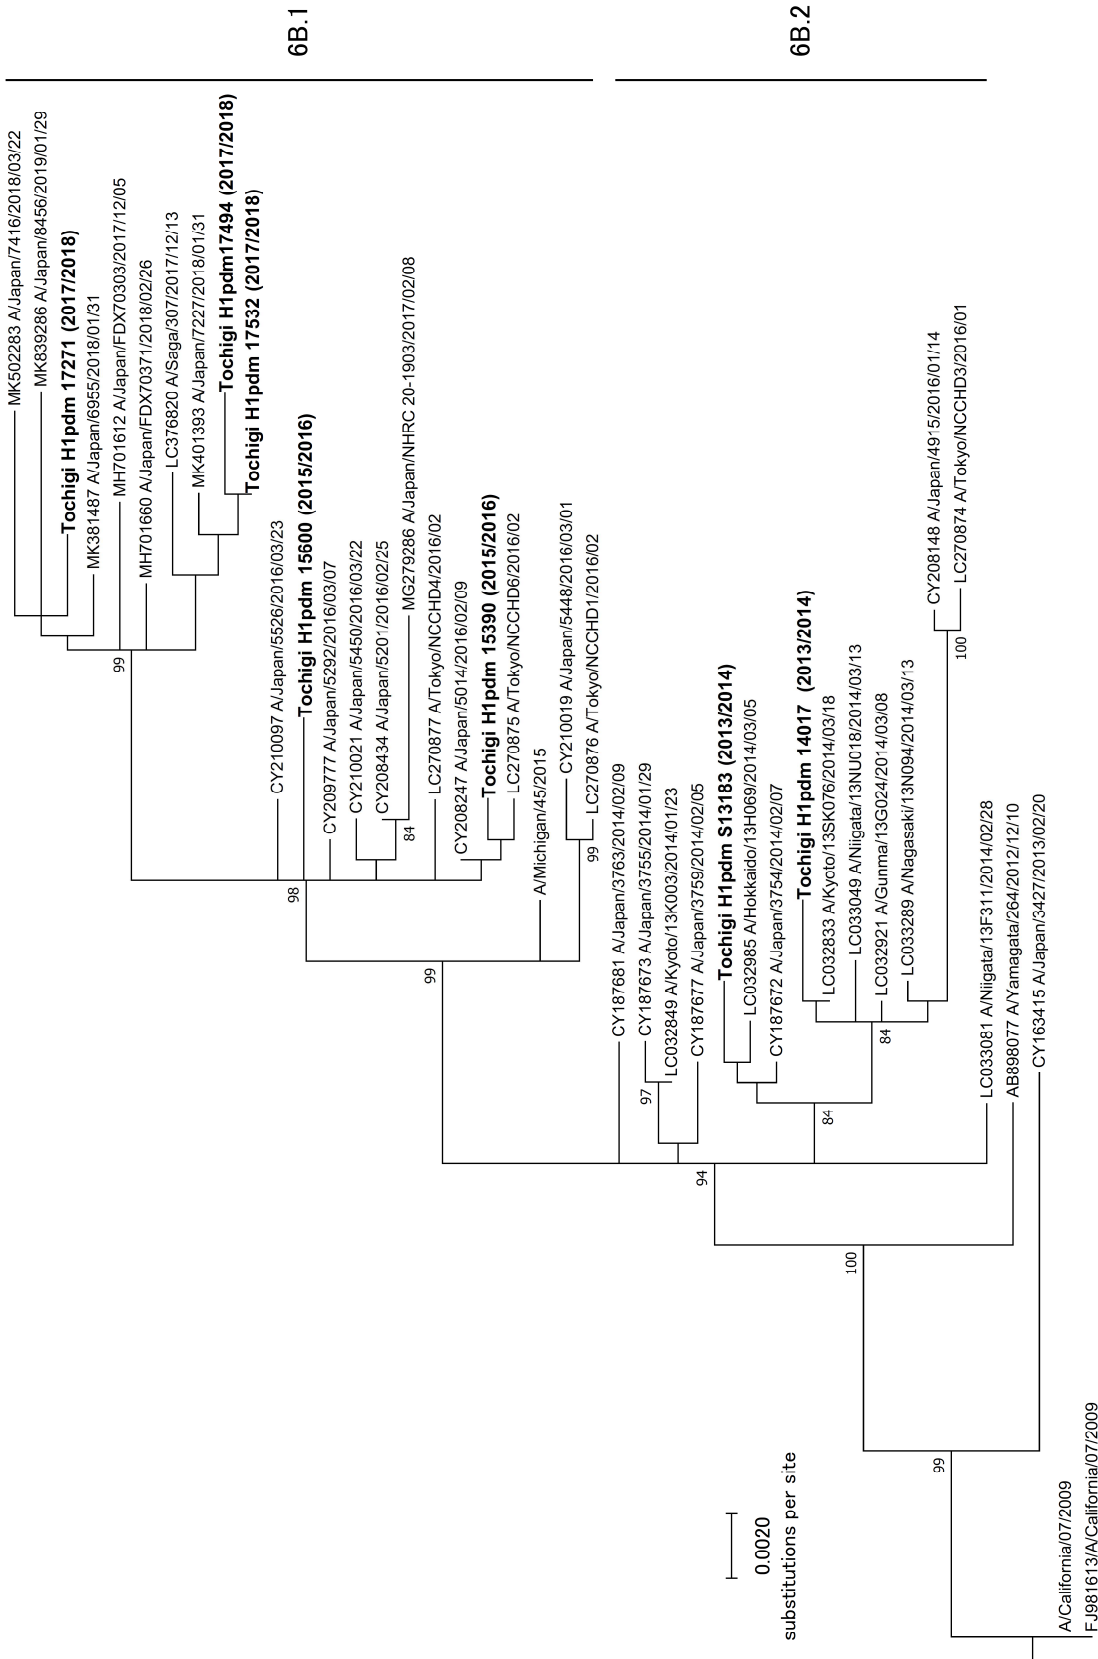 6B.1
6B.2
MK502283 A/Japan/7416/2018/03/22
MK839286 A/Japan/8456/2019/01/29
Tochigi H1pdm 17271 (2017/2018)
MK381487 A/Japan/6955/2018/01/31
MH701612 A/Japan/FDX70303/2017/12/05
MH701660 A/Japan/FDX70371/2018/02/26
LC376820 A/Saga/307/2017/12/13
MK401393 A/Japan/7227/2018/01/31
Tochigi H1pdm17494 (2017/2018)
Tochigi H1pdm 17532 (2017/2018)
99
CY210097 A/Japan/5526/2016/03/23
Tochigi H1pdm 15600 (2015/2016)
CY209777 A/Japan/5292/2016/03/07
CY210021 A/Japan/5450/2016/03/22
CY208434 A/Japan/5201/2016/02/25
MG279286 A/Japan/NHRC 20-1903/2017/02/08
84
LC270877 A/Tokyo/NCCHD4/2016/02
CY208247 A/Japan/5014/2016/02/09
Tochigi H1pdm 15390 (2015/2016)
LC270875 A/Tokyo/NCCHD6/2016/02
98
A/Michigan/45/2015
CY210019 A/Japan/5448/2016/03/01
LC270876 A/Tokyo/NCCHD1/2016/02
99
99
CY187681 A/Japan/3763/2014/02/09
CY187673 A/Japan/3755/2014/01/29
LC032849 A/Kyoto/13K003/2014/01/23
97
CY187677 A/Japan/3759/2014/02/05
Tochigi H1pdm S13183 (2013/2014)
LC032985 A/Hokkaido/13H069/2014/03/05
CY187672 A/Japan/3754/2014/02/07
Tochigi H1pdm 14017 (2013/2014)
LC032833 A/Kyoto/13SK076/2014/03/18
LC033049 A/Niigata/13NU018/2014/03/13
LC032921 A/Gunma/13G024/2014/03/08
LC033289 A/Nagasaki/13N094/2014/03/13
CY208148 A/Japan/4915/2016/01/14
LC270874 A/Tokyo/NCCHD3/2016/01
100
84
84
94
LC033081 A/Niigata/13F311/2014/02/28
AB898077 A/Yamagata/264/2012/12/10
100
CY163415 A/Japan/3427/2013/02/20
99
A/California/07/2009
FJ981613/A/California/07/2009
0.0020
substitutions per site